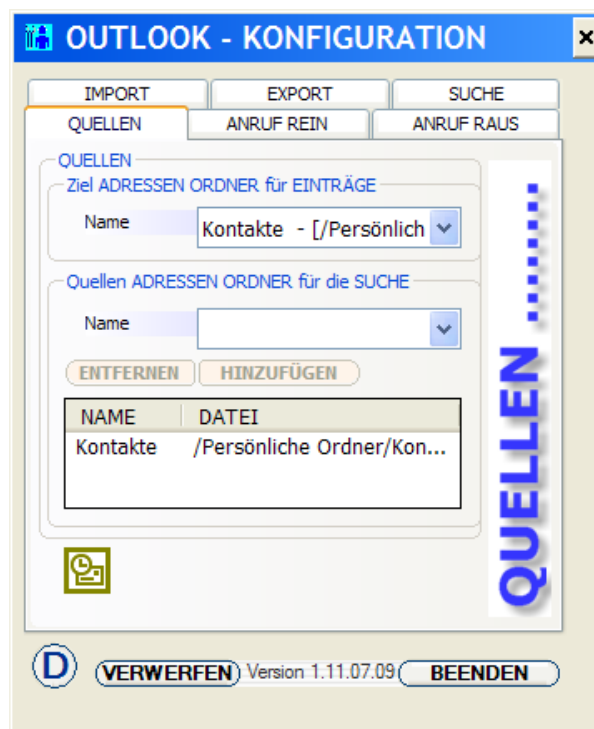 OUTLOOK - KONFIGURATION
IMPORT EXPORT SUCHE
QUELLEN ANRUF REIN ANRUF RAUS
QUELLEN
Ziel ADRESSEN ORDNER für EINTRÄGE
Name Kontakte - [/Persönlich
Quellen ADRESSEN ORDNER für die SUCHE
Name
ENTFERNEN HINZUFÜGEN
NAME DATEI
Kontakte /Persönliche Ordner/Kon...
QUELLEN .........
D VERWERFEN Version 1.11.07.09 BEENDEN